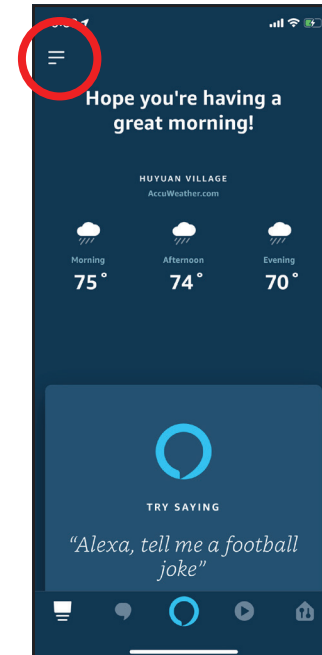 Hope you're having a
great morning!
HUYUAN VILLAGE
AccuWeather.com
Morning
Afternoon
Evening
75°
74°
70°
TRY SAYING
“Alexa, tell me a football
joke”